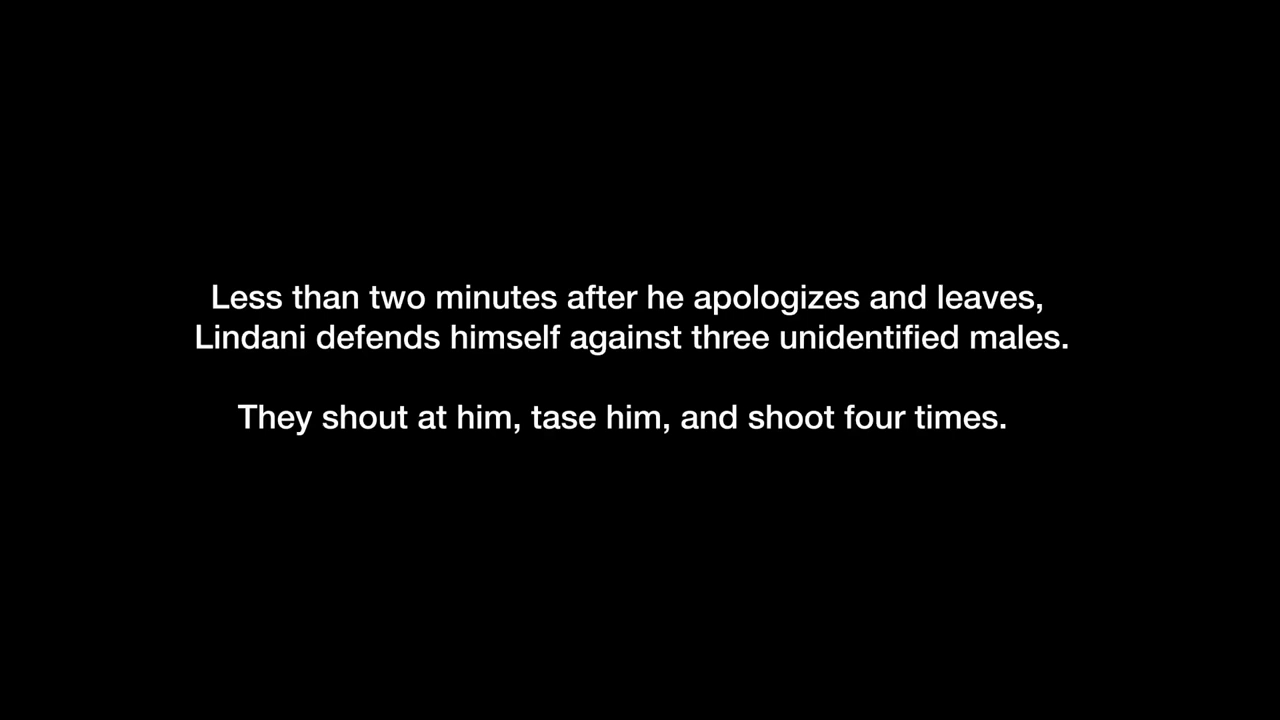 Less than two minutes after he apologizes and leaves,
Lindani defends himself against three unidentified males.
They shout at him, tase him, and shoot four times.